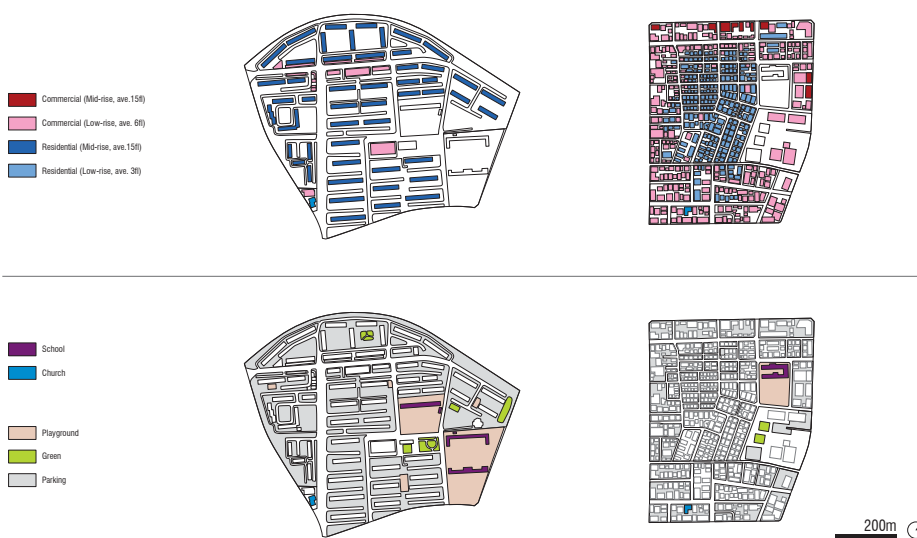 Commercial (Mid-rise, ave.15fl)
Commercial (Low-rise, ave. 6fl)
Residential (Mid-rise, ave.15fl)
Residential (Low-rise, ave. 3fl)
School
Church
Playground
Green
Parking
200m